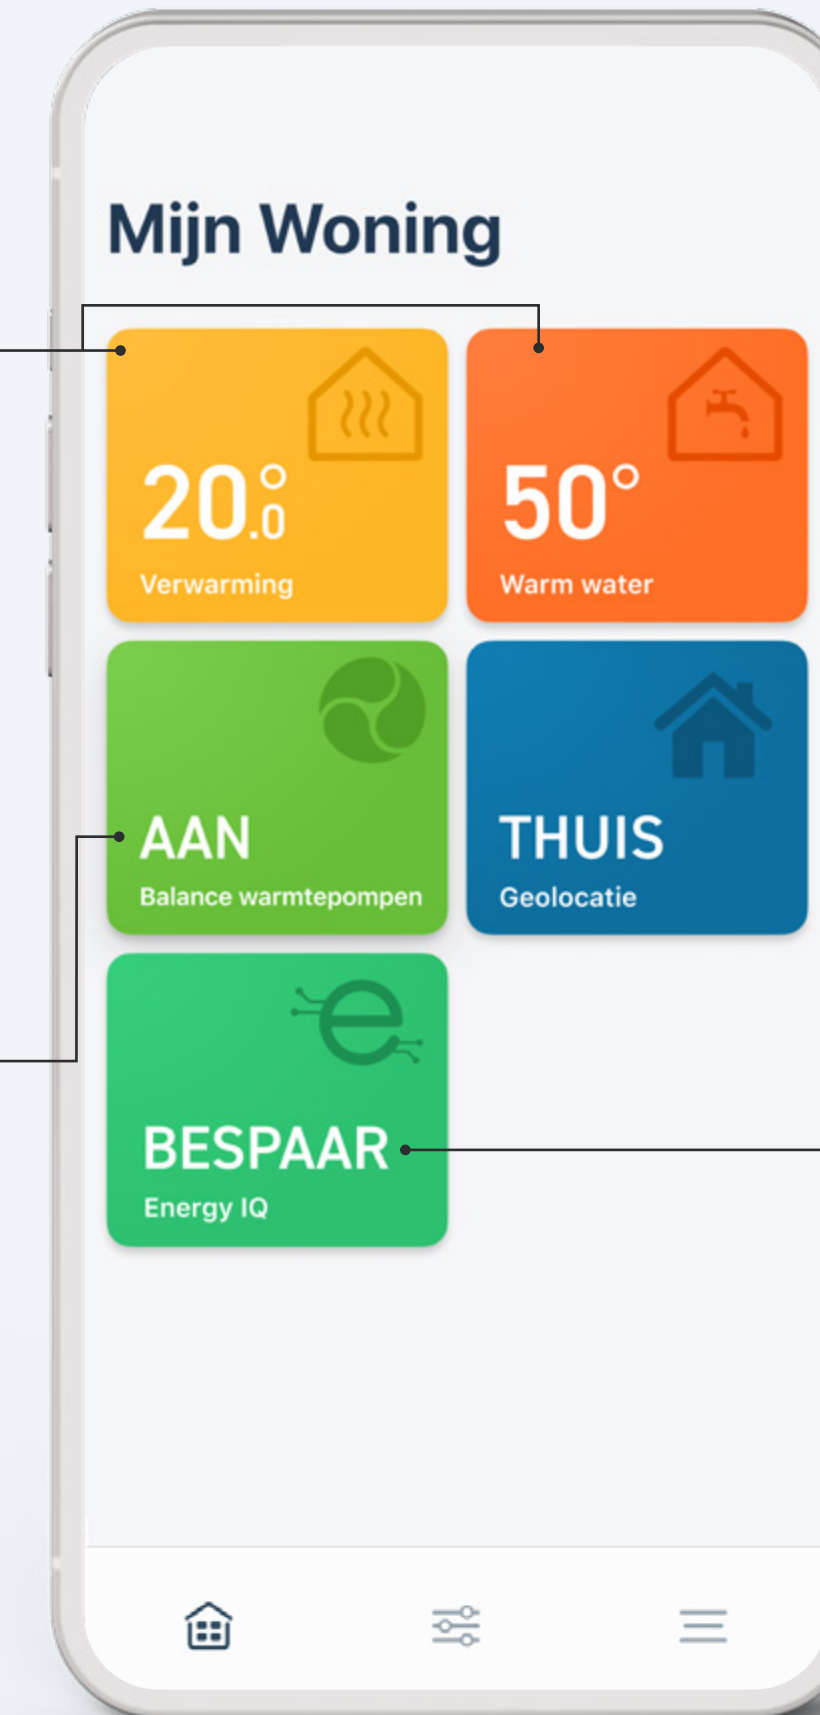 Mijn Woning
20.0°
Verwarming
50°
Warm water
AAN
Balance warmtepompen
THUIS
Geolocatie
BESPAAR
Energy IQ